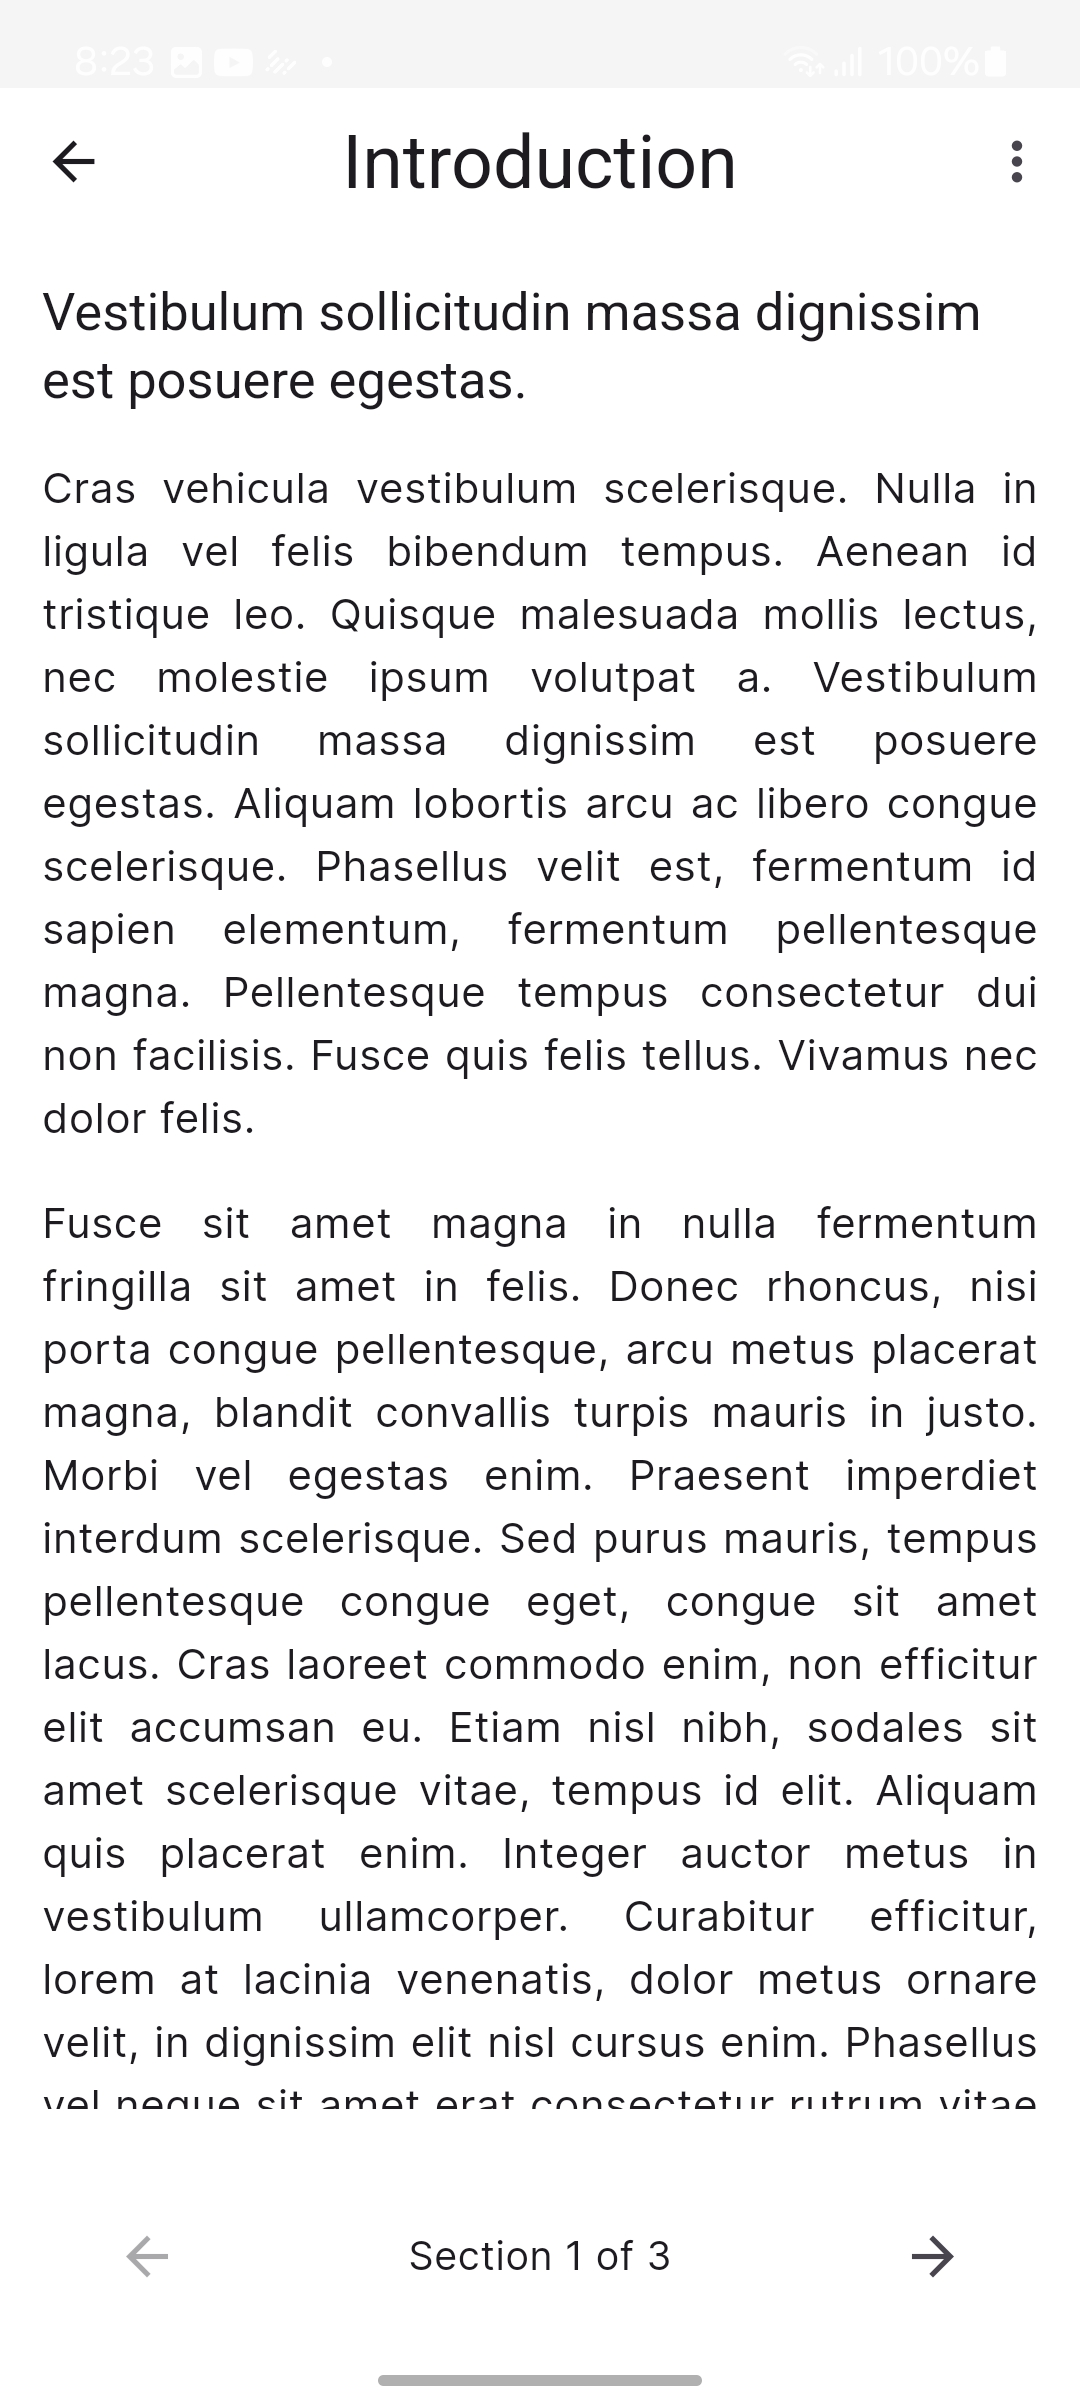 8:23
100%
Introduction
Vestibulum sollicitudin massa dignissim
est posuere egestas.
Cras vehicula vestibulum scelerisque. Nulla in
ligula vel felis bibendum tempus. Aenean id
tristique leo. Quisque malesuada mollis lectus,
nec molestie ipsum volutpat a. Vestibulum
sollicitudin massa dignissim est posuere
egestas. Aliquam lobortis arcu ac libero congue
scelerisque. Phasellus velit est, fermentum id
sapien elementum, fermentum pellentesque
magna. Pellentesque tempus consectetur dui
non facilisis. Fusce quis felis tellus. Vivamus nec
dolor felis.
Fusce sit amet magna in nulla fermentum
fringilla sit amet in felis. Donec rhoncus, nisi
porta congue pellentesque, arcu metus placerat
magna, blandit convallis turpis mauris in justo.
Morbi vel egestas enim. Praesent imperdiet
interdum scelerisque. Sed purus mauris, tempus
pellentesque congue eget, congue sit amet
lacus. Cras laoreet commodo enim, non efficitur
elit accumsan eu. Etiam nisl nibh, sodales sit
amet scelerisque vitae, tempus id elit. Aliquam
quis placerat enim. Integer auctor metus in
vestibulum ullamcorper. Curabitur efficitur,
lorem at lacinia venenatis, dolor metus ornare
velit, in dignissim elit nisl cursus enim. Phasellus
vel neque sit amet erat consectetur rutrum vitae
Section 1 of 3